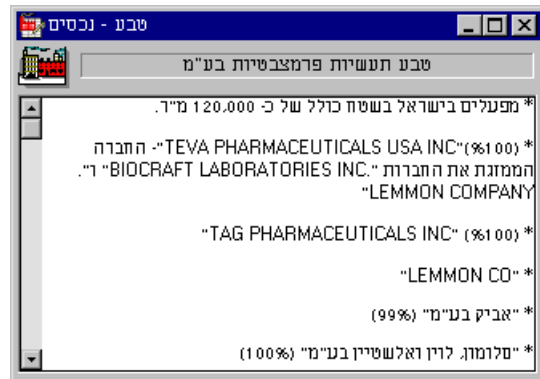 טבע - נכסים
טבע תעשיות פרמצבטיות בע"מ
* מפעלים בישראל בשטח כולל של כ- 120,000 מ"ר.
* "TEVA PHARMACEUTICALS USA INC"(%100)- החברה
הממזגת את החברות "BIOCRAFT LABORATORIES INC." ו".
LEMMON COMPANY"
* "TAG PHARMACEUTICALS INC" (%100)
* "LEMMON CO"
* "אביק בע"מ" (99%)
* "סלומון, לוין ואלשטיין בע"מ" (100%)